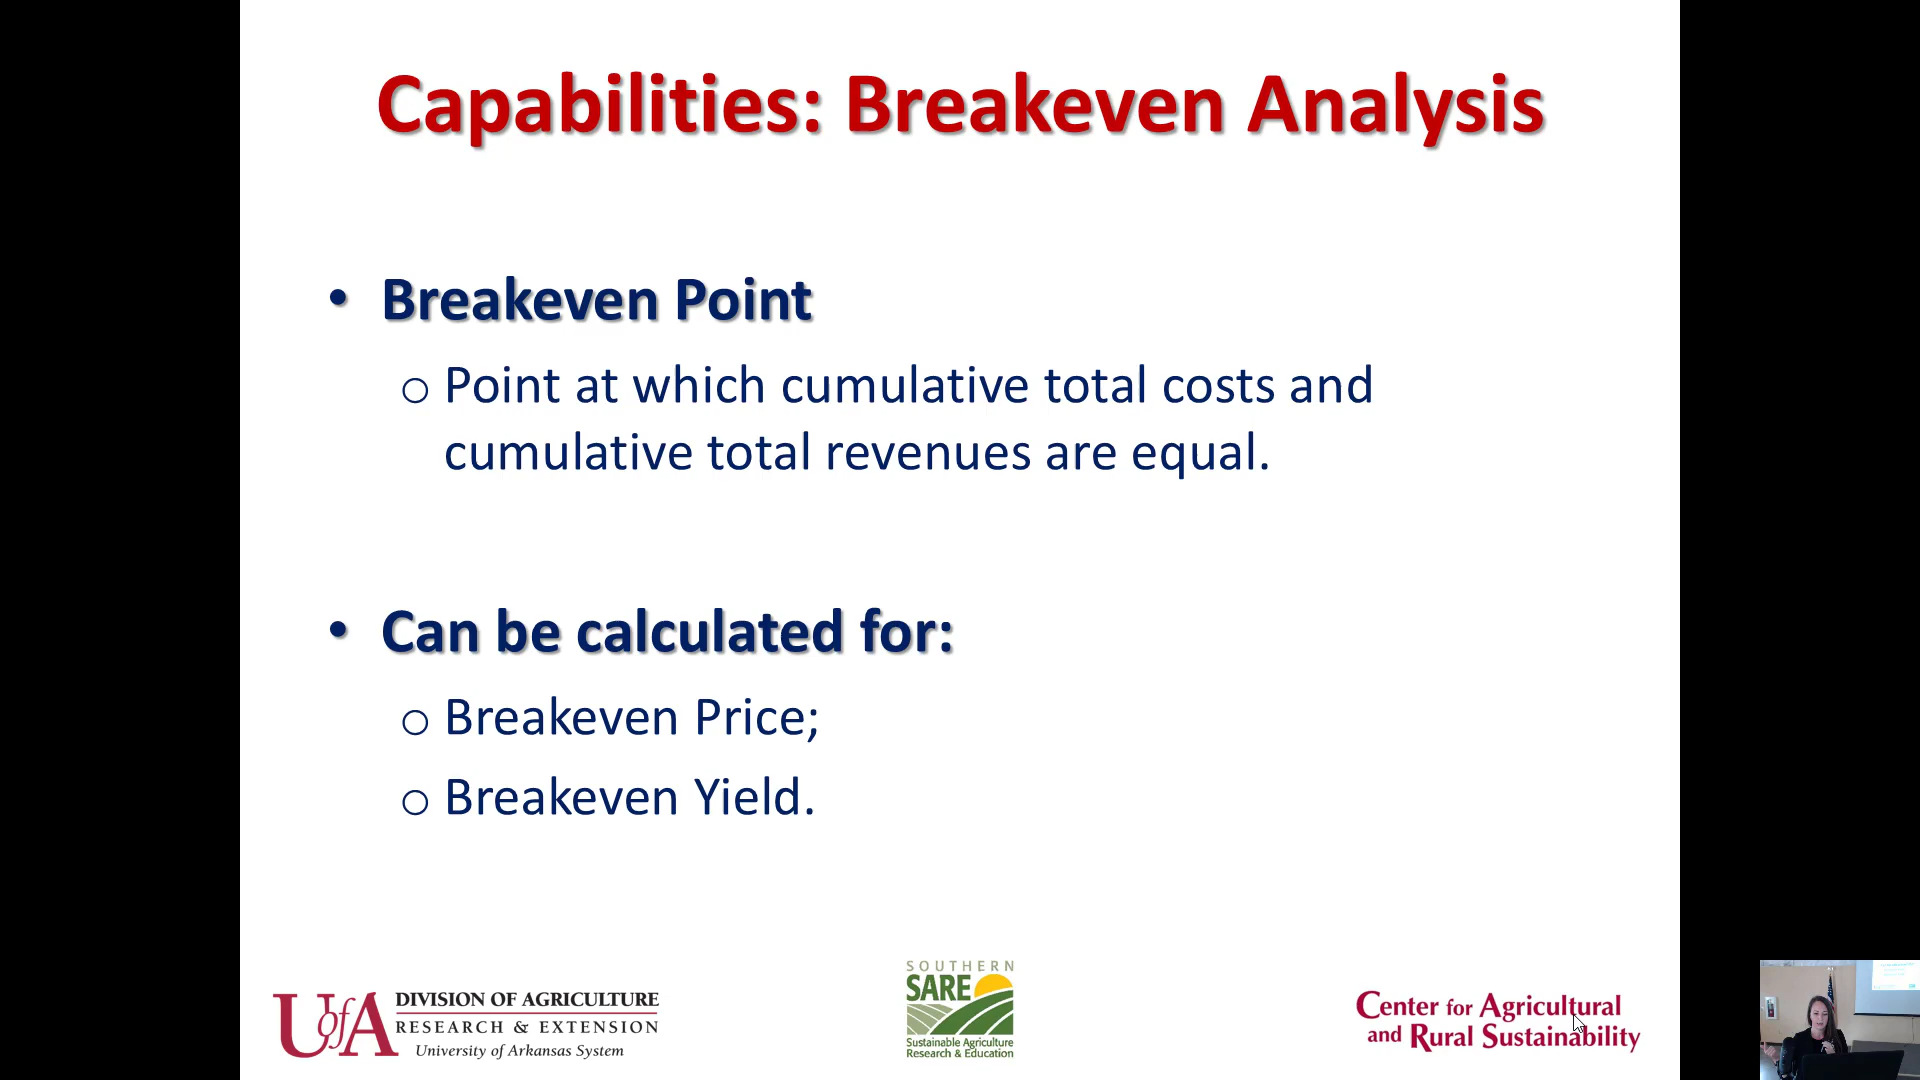 Capabilities: Breakeven Analysis
• Breakeven Point
o Point at which cumulative total costs and
cumulative total revenues are equal.
• Can be calculated for:
o Breakeven Price;
o Breakeven Yield.
UofA
DIVISION OF AGRICULTURE
RESEARCH & EXTENSION
University of Arkansas System
SOUTHERN
SARE
Sustainable Agriculture
Research & Education
Center for Agricultural
and Rural Sustainability